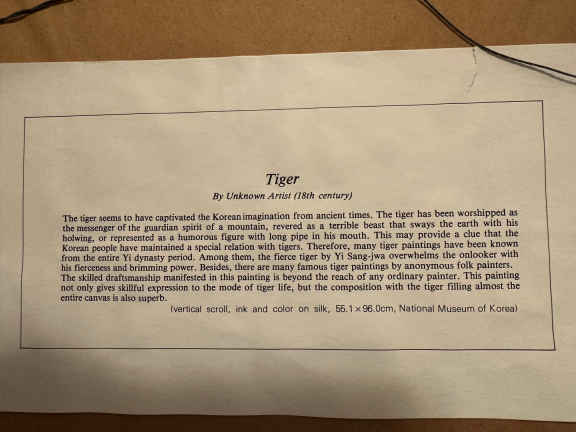 Tiger
By Unknown Artist (18th century)
The tiger seems to have captivated the Korean imagination from ancient times. The tiger has been worshipped as
the messenger of the guardian spirit of a mountain, revered as a terrible beast that sways the earth with his
holwing, or represented as a humorous figure with long pipe in his mouth. This may provide a clue that the
Korean people have maintained a special relation with tigers. Therefore, many tiger paintings have been known
from the entire Yi dynasty period. Among them, the fierce tiger by Yi Sang-jwa overwhelms the onlooker with
his fierceness and brimming power. Besides, there are many famous tiger paintings by anonymous folk painters.
The skilled draftsmanship manifested in this painting is beyond the reach of any ordinary painter. This painting
not only gives skillful expression to the mode of tiger life, but the composition with the tiger filling almost the
entire canvas is also superb.
(vertical scroll, ink and color on silk, 55.1×96.0cm, National Museum of Korea)